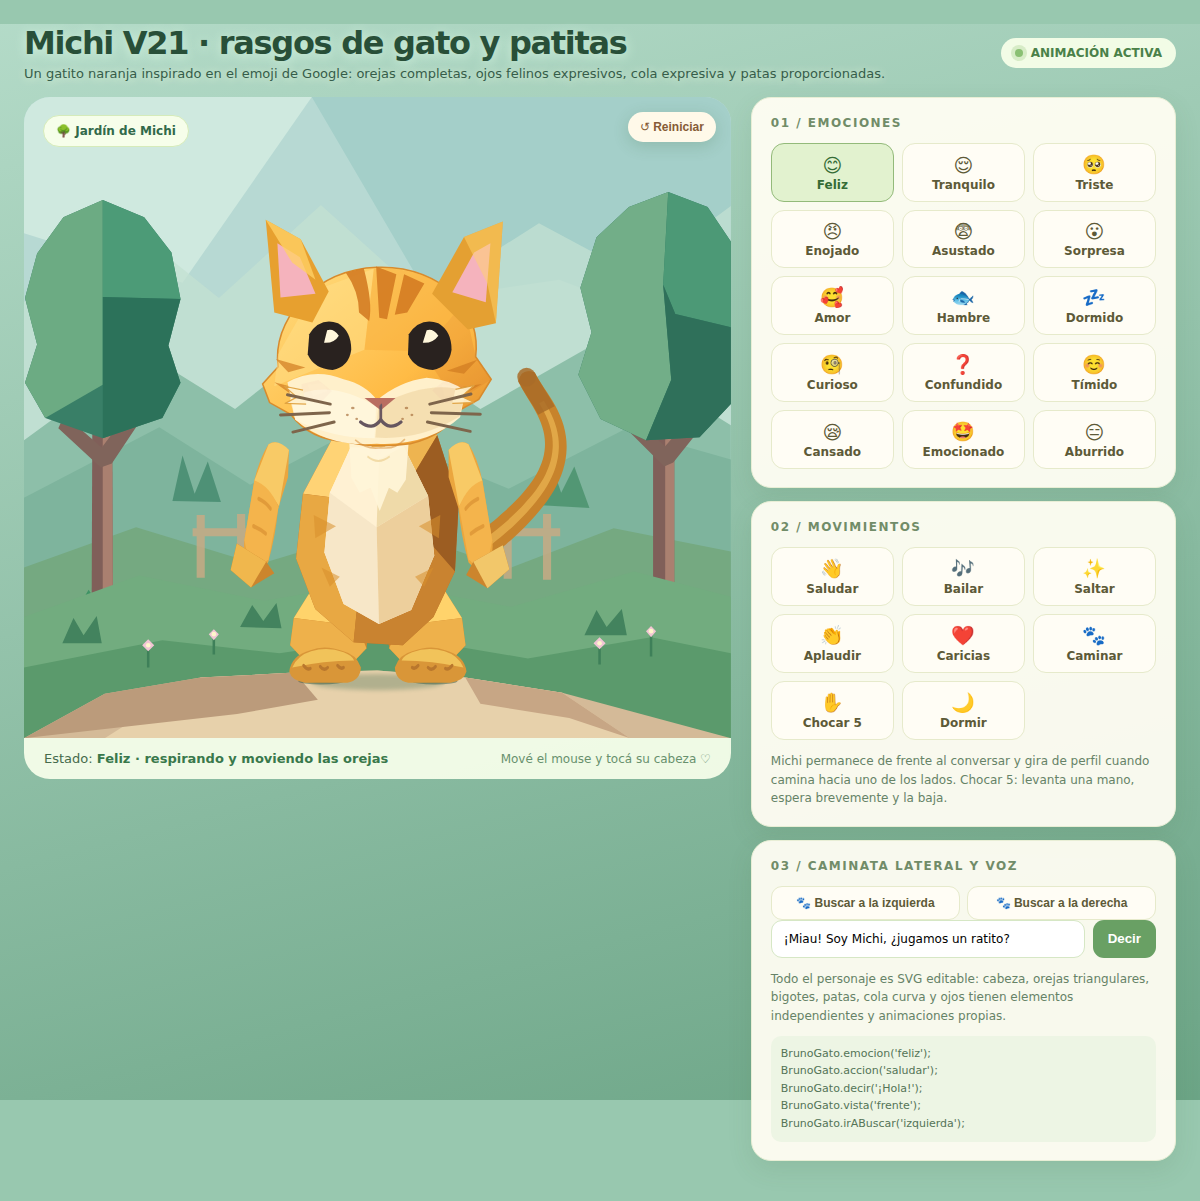 Michi V21 · rasgos de gato y patitas
Un gatito naranja inspirado en el emoji de Google: orejas completas, ojos felinos expresivos, cola expresiva y patas proporcionadas.
ANIMACIÓN ACTIVA
Jardín de Michi
↺ Reiniciar
Estado: Feliz · respirando y moviendo las orejas
Mové el mouse y tocá su cabeza ♡
01 / EMOCIONES
Feliz
Tranquilo
Triste
Enojado
Asustado
Sorpresa
Amor
Hambre
Dormido
Curioso
Confundido
Tímido
Cansado
Emocionado
Aburrido
02 / MOVIMIENTOS
Saludar
Bailar
Saltar
Aplaudir
Caricias
Caminar
Chocar 5
Dormir
Michi permanece de frente al conversar y gira de perfil cuando
camina hacia uno de los lados. Chocar 5: levanta una mano,
espera brevemente y la baja.
03 / CAMINATA LATERAL Y VOZ
Buscar a la izquierda
Buscar a la derecha
¡Miau! Soy Michi, ¿jugamos un ratito?
Decir
Todo el personaje es SVG editable: cabeza, orejas triangulares,
bigotes, patas, cola curva y ojos tienen elementos
independientes y animaciones propias.
BrunoGato.emocion('feliz');
BrunoGato.accion('saludar');
BrunoGato.decir('¡Hola!');
BrunoGato.vista('frente');
BrunoGato.irABuscar('izquierda');